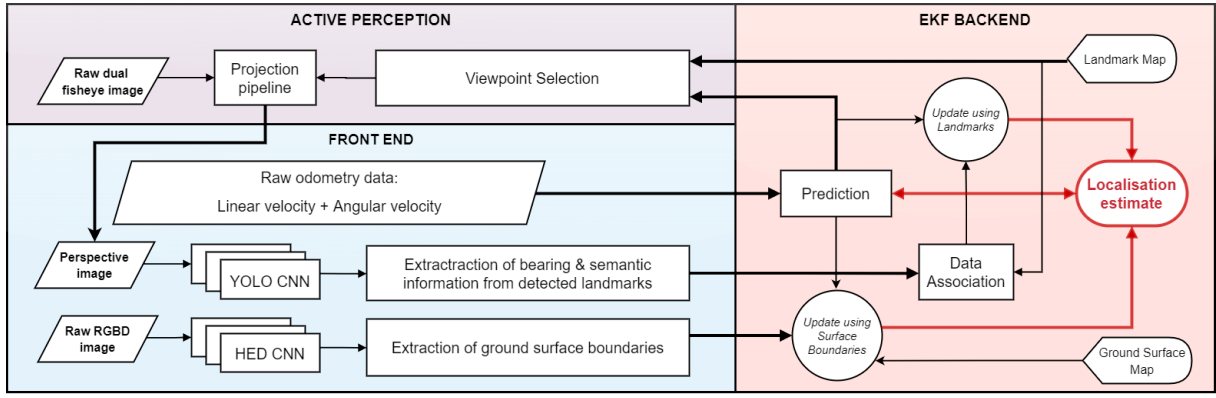 ACTIVE PERCEPTION
EKF BACKEND
Raw dual
fisheye image
Projection
pipeline
Viewpoint Selection
Landmark Map
Update using
Landmarks
FRONT END
Raw odometry data:
Linear velocity + Angular velocity
Prediction
Localisation
estimate
Perspective
image
YOLO CNN
Extractraction of bearing & semantic
information from detected landmarks
Data
Association
Raw RGBD
image
HED CNN
Extraction of ground surface boundaries
Update using
Surface
Boundaries
Ground Surface
Map